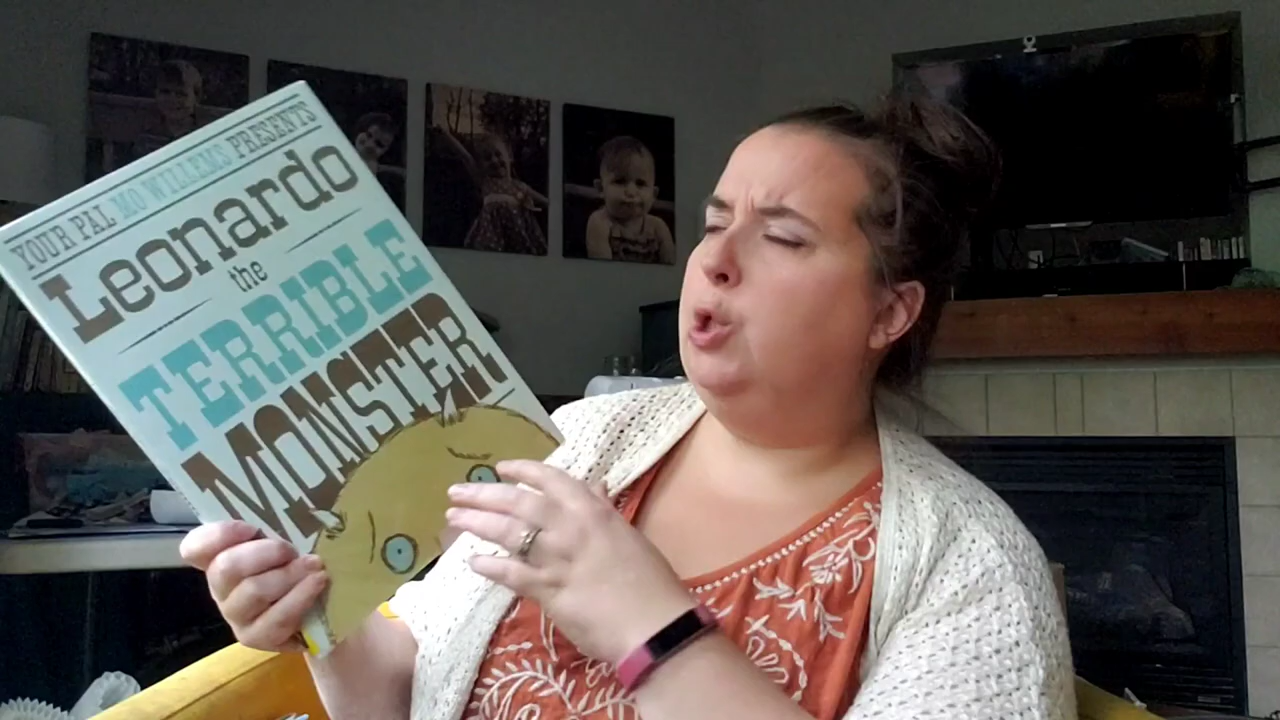 YOUR PAL MO WILLEMS PRESENTS
Leonardo
the
TERRIBLE
MONSTER